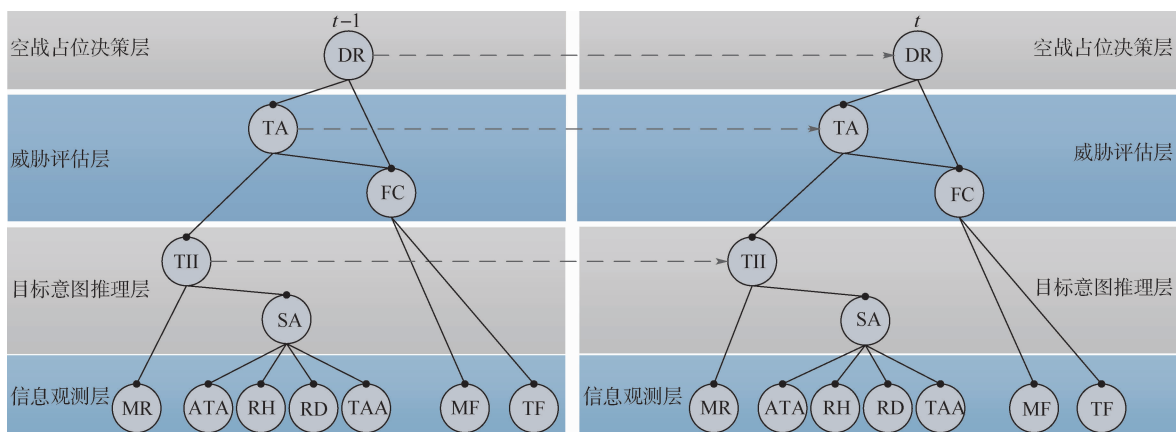 t–1
空战占位决策层
DR
TA
威胁评估层
FC
TII
目标意图推理层
SA
信息观测层
MR
ATA
RH
RD
TAA
MF
TF
t
DR
空战占位决策层
TA
威胁评估层
FC
TII
目标意图推理层
SA
信息观测层
MR
ATA
RH
RD
TAA
MF
TF